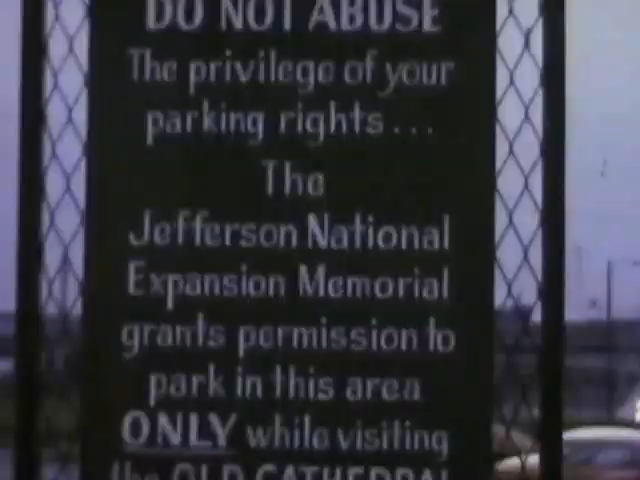 DO NOT ABUSE
The privilege of your
parking rights...
The
Jefferson National
Expansion Memorial
grants permission to
park in this area
ONLY while visiting
the OLD CATHEDRAL